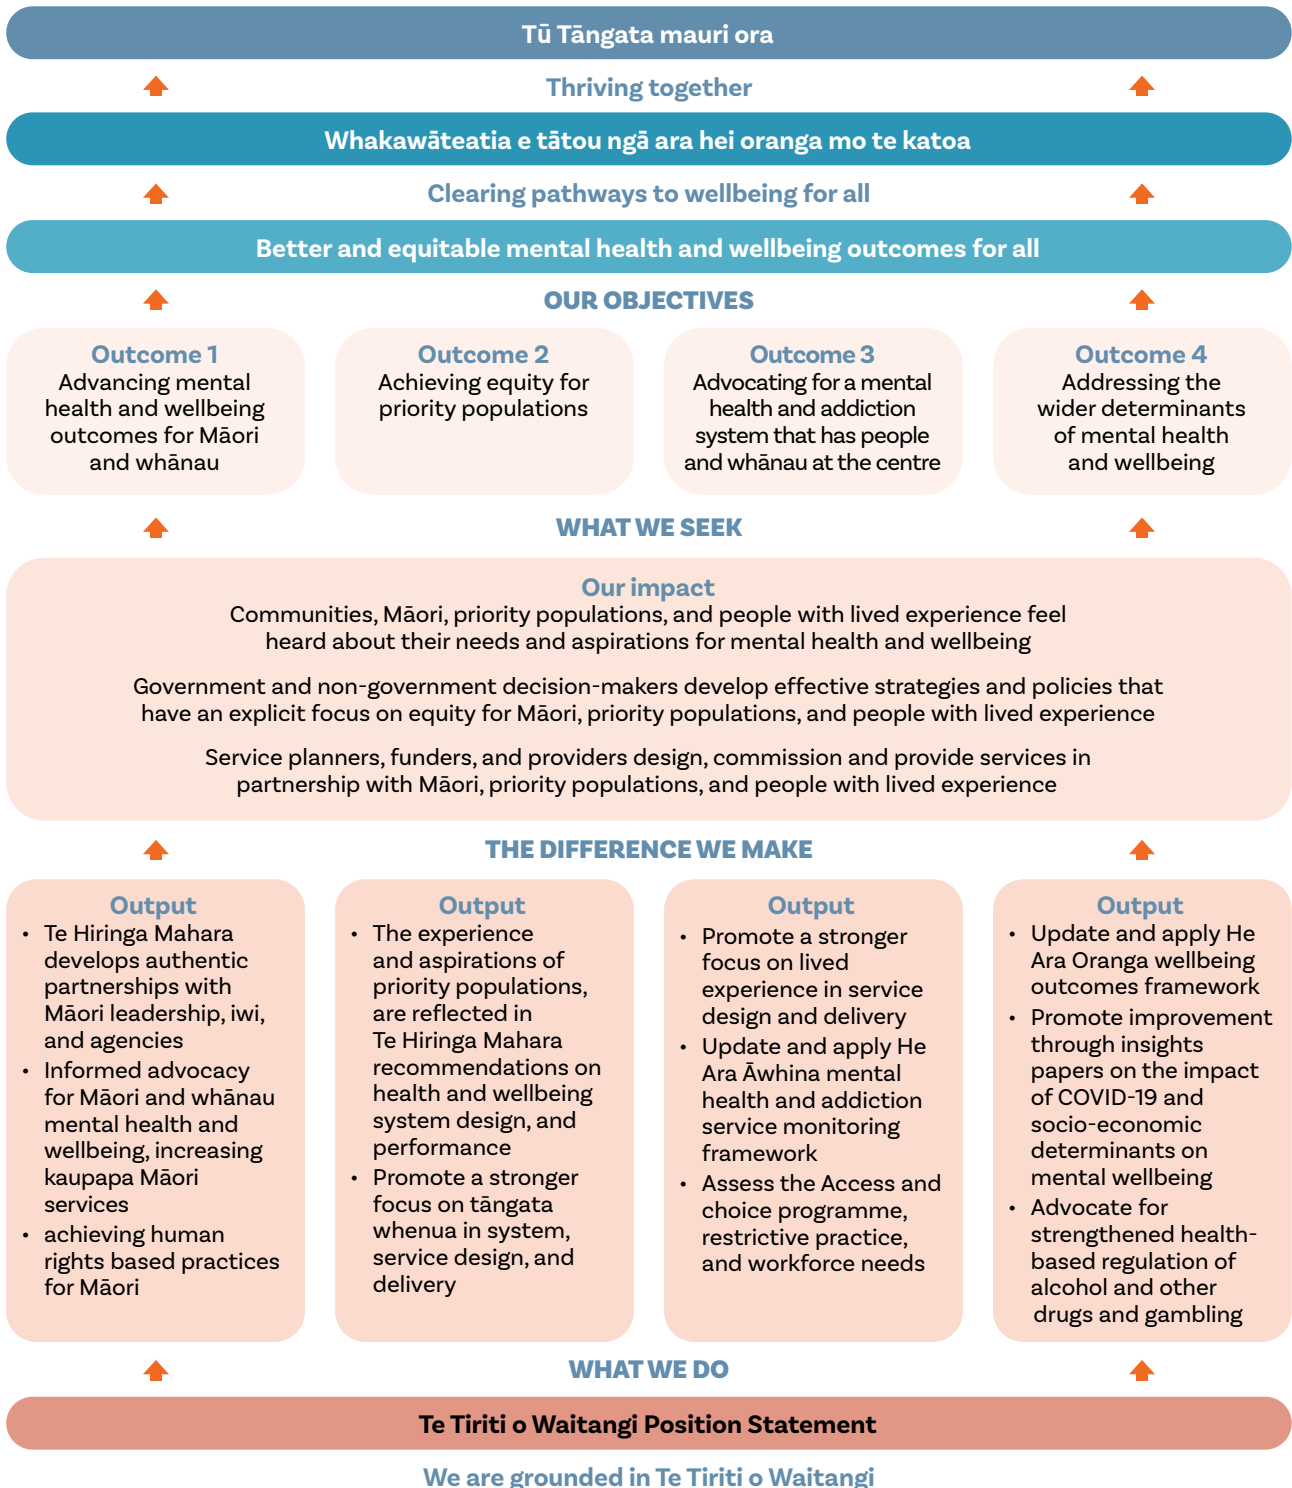 Tū Tāngata mauri ora
Thriving together
Whakawāteatia e tātou ngā ara hei oranga mo te katoa
Clearing pathways to wellbeing for all
Better and equitable mental health and wellbeing outcomes for all
OUR OBJECTIVES
Outcome 1
Advancing mental
health and wellbeing
outcomes for Māori
and whānau
Outcome 2
Achieving equity for
priority populations
Outcome 3
Advocating for a mental
health and addiction
system that has people
and whānau at the centre
Outcome 4
Addressing the
wider determinants
of mental health
and wellbeing
WHAT WE SEEK
Our impact
Communities, Māori, priority populations, and people with lived experience feel
heard about their needs and aspirations for mental health and wellbeing
Government and non-government decision-makers develop effective strategies and policies that
have an explicit focus on equity for Māori, priority populations, and people with lived experience
Service planners, funders, and providers design, commission and provide services in
partnership with Māori, priority populations, and people with lived experience
THE DIFFERENCE WE MAKE
Output
• Te Hiringa Mahara
develops authentic
partnerships with
Māori leadership, iwi,
and agencies
• Informed advocacy
for Māori and whānau
mental health and
wellbeing, increasing
kaupapa Māori
services
• achieving human
rights based practices
for Māori
Output
• The experience
and aspirations of
priority populations,
are reflected in
Te Hiringa Mahara
recommendations on
health and wellbeing
system design, and
performance
• Promote a stronger
focus on tāngata
whenua in system,
service design, and
delivery
Output
• Promote a stronger
focus on lived
experience in service
design and delivery
• Update and apply He
Ara Āwhina mental
health and addiction
service monitoring
framework
• Assess the Access and
choice programme,
restrictive practice,
and workforce needs
Output
• Update and apply He
Ara Oranga wellbeing
outcomes framework
• Promote improvement
through insights
papers on the impact
of COVID-19 and
socio-economic
determinants on
mental wellbeing
• Advocate for
strengthened health-
based regulation of
alcohol and other
drugs and gambling
WHAT WE DO
Te Tiriti o Waitangi Position Statement
We are grounded in Te Tiriti o Waitangi